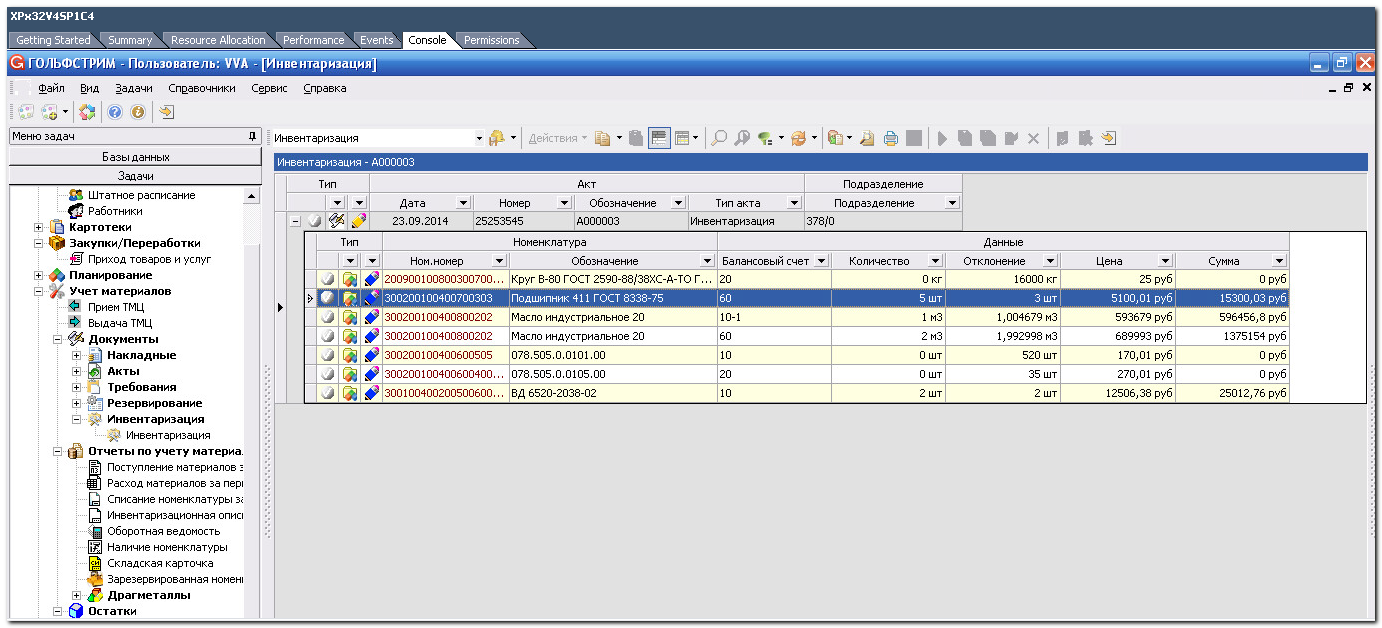 XPx32V4SP1C4
Getting Started Summary Resource Allocation Performance Events Console Permissions
ГОЛЬФСТРИМ - Пользователь: VVA - [Инвентаризация]
Файл Вид Задачи Справочники Сервис Справка
Меню задач
Инвентаризация Действия
Базы данных
Задачи
Инвентаризация - А000003
Штатное расписание
Работники
Картотеки
Закупки/Переработки
Приход товаров и услуг
Планирование
Учет материалов
Прием ТМЦ
Выдача ТМЦ
Документы
Накладные
Акты
Требования
Резервирование
Инвентаризация
Инвентаризация
Отчеты по учету материа.
Поступление материалов з
Расход материалов за пер
Списание номенклатуры за
Инвентаризационная опис
Оборотная ведомость
Наличие номенклатуры
Складская карточка
Зарезервированная номен
Драгметаллы
Остатки
Тип Акт Подразделение
Дата Номер Обозначение Тип акта Подразделение
23.09.2014 25253545 А000003 Инвентаризация 378/0
Тип Номенклатура Данные
Ном.номер Обозначение Балансовый счет Количество Отклонение Цена Сумма
200900100800300700... Круг В-80 ГОСТ 2590-88/38ХС-А-ТО Г... 20 0 кг 16000 кг 25 руб 0 руб
300200100400700303 Подшипник 411 ГОСТ 8338-75 60 5 шт 3 шт 5100,01 руб 15300,03 руб
300200100400800202 Масло индустриальное 20 10-1 1 м3 1,004679 м3 593679 руб 596456,8 руб
300200100400800202 Масло индустриальное 20 60 2 м3 1,992998 м3 689993 руб 1375154 руб
300200100400600505 078.505.0.0101.00 10 0 шт 520 шт 170,01 руб 0 руб
300200100400600400... 078.505.0.0105.00 20 0 шт 35 шт 270,01 руб 0 руб
300100400200500600... ВД 6520-2038-02 10 2 шт 2 шт 12506,38 руб 25012,76 руб